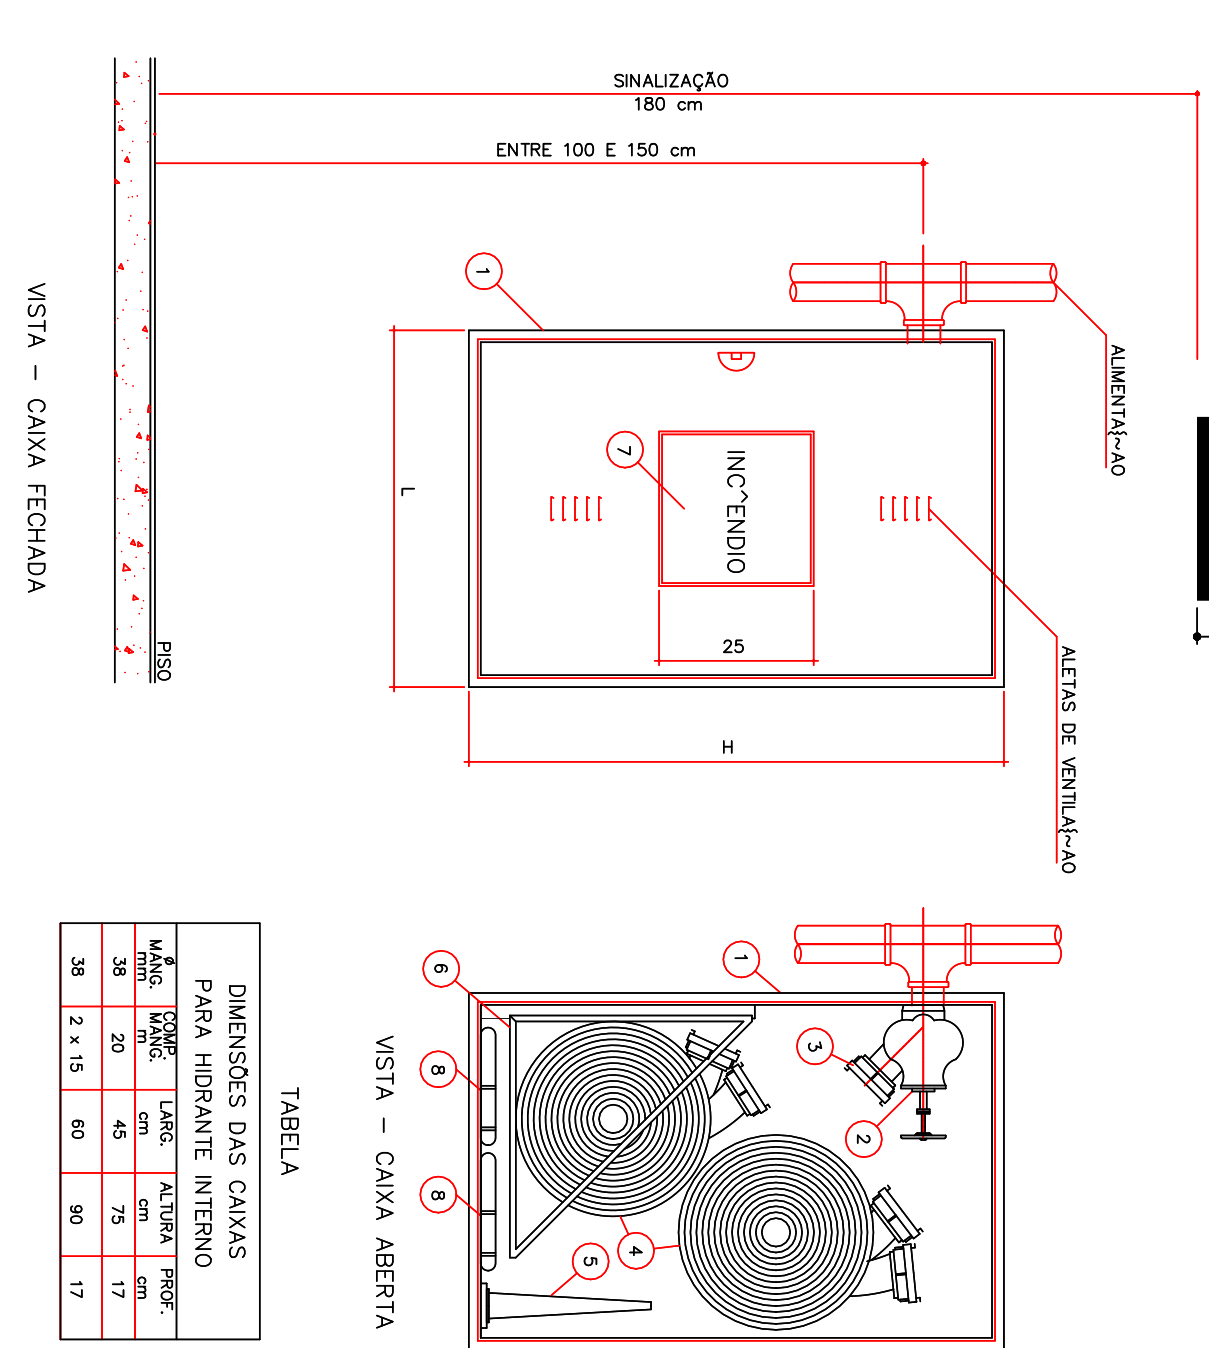 SINALIZAÇÃO
180 cm
ENTRE 100 E 150 cm
1
ALIMENTAȘ~AO
7
INC^ENDIO
L
25
H
ALETAS DE VENTILAȘ~AO
PISO
VISTA – CAIXA FECHADA
1
2
3
4
5
6
8
8
VISTA – CAIXA ABERTA
TABELA
DIMENSÕES DAS CAIXAS
PARA HIDRANTE INTERNO
ø MANG. mm COMP. MANG. m LARG. cm ALTURA cm PROF. cm
38 20 45 75 17
38 2 x 15 60 90 17